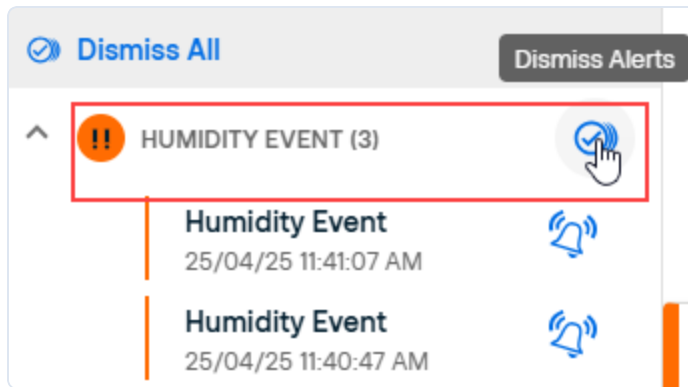 Dismiss All
Dismiss Alerts
!! HUMIDITY EVENT (3)
Humidity Event
25/04/25 11:41:07 AM
Humidity Event
25/04/25 11:40:47 AM